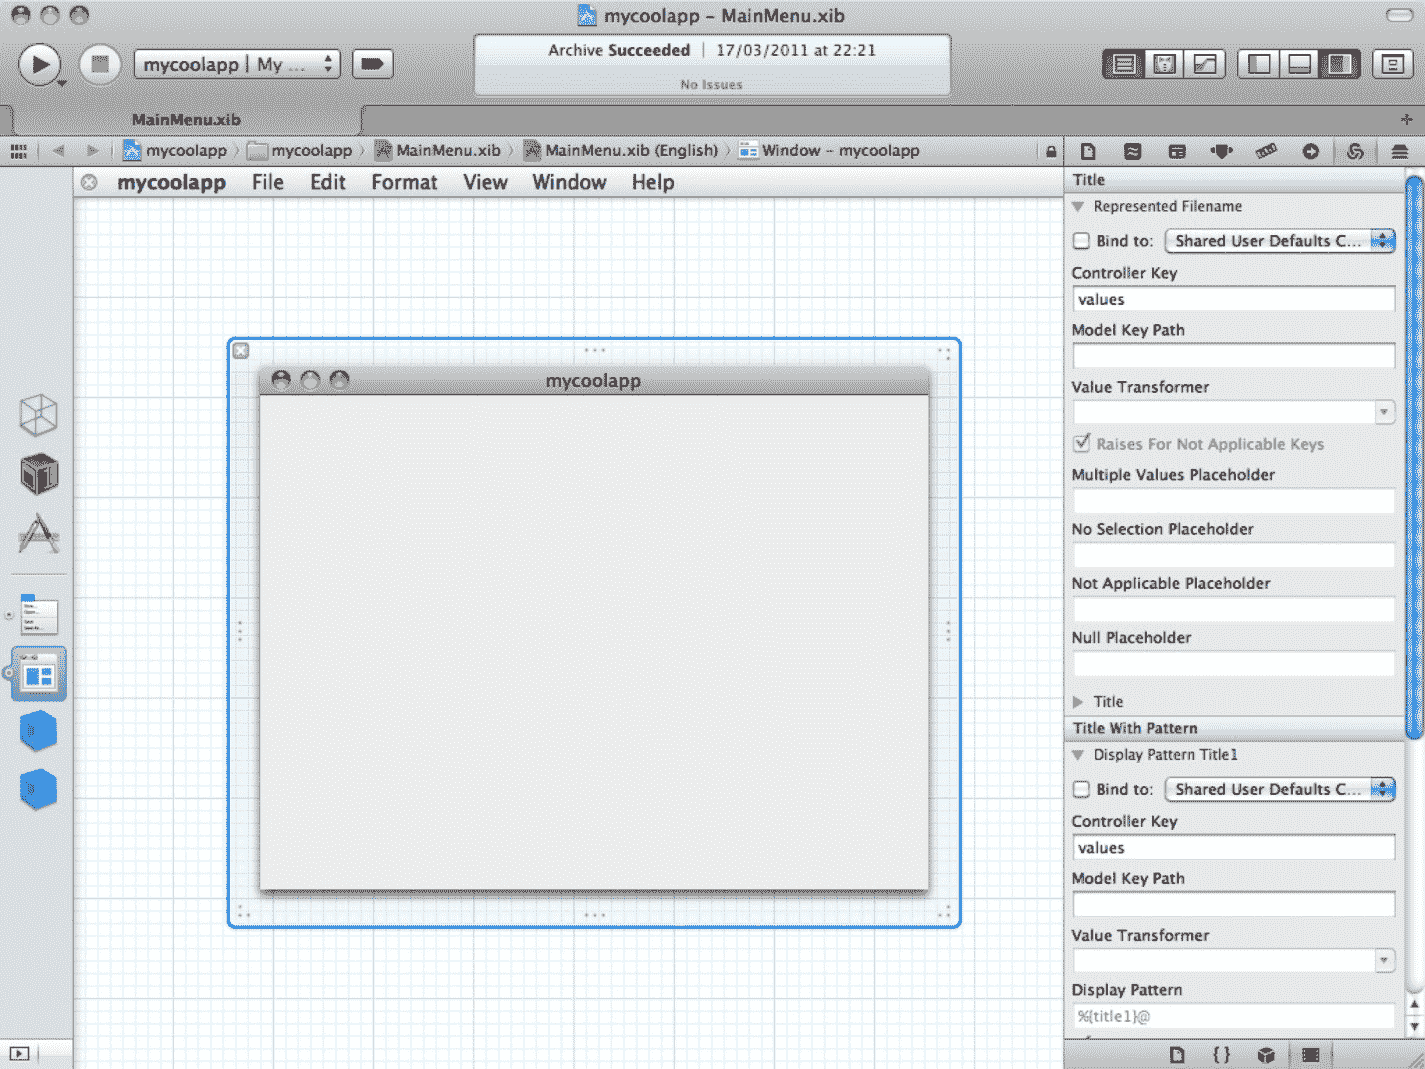 mycoolapp – MainMenu.xib
mycoolapp | My ...
Archive Succeeded | 17/03/2011 at 22:21
No Issues
MainMenu.xib
mycoolapp › mycoolapp › MainMenu.xib › MainMenu.xib (English) › Window – mycoolapp
mycoolapp File Edit Format View Window Help
mycoolapp
Title
Represented Filename
Bind to: Shared User Defaults C...
Controller Key
values
Model Key Path
Value Transformer
Raises For Not Applicable Keys
Multiple Values Placeholder
No Selection Placeholder
Not Applicable Placeholder
Null Placeholder
Title
Title With Pattern
Display Pattern Title1
Bind to: Shared User Defaults C...
Controller Key
values
Model Key Path
Value Transformer
Display Pattern
%{title1}@